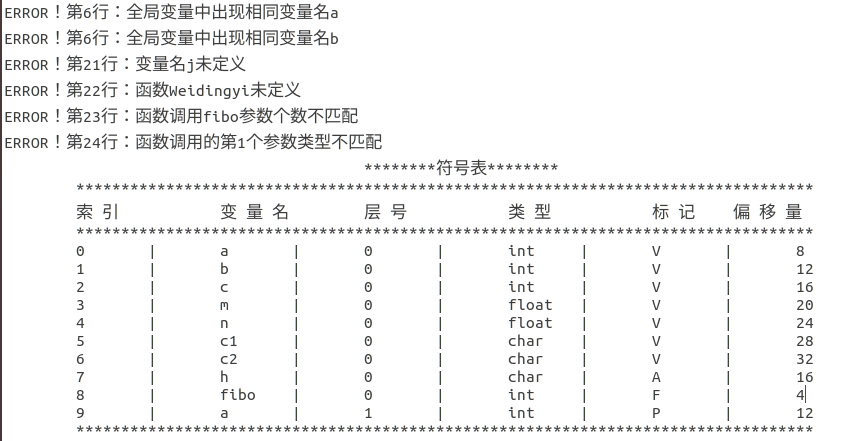 ERROR！第6行：全局变量中出现相同变量名a
ERROR！第6行：全局变量中出现相同变量名b
ERROR！第21行：变量名j未定义
ERROR！第22行：函数Weidingyi未定义
ERROR！第23行：函数调用fibo参数个数不匹配
ERROR！第24行：函数调用的第1个参数类型不匹配
********符号表********
**********************************************************************************
索 引 变 量 名 层 号 类 型 标 记 偏 移 量
**********************************************************************************
0 | a | 0 | int | V | 8
1 | b | 0 | int | V | 12
2 | c | 0 | int | V | 16
3 | m | 0 | float | V | 20
4 | n | 0 | float | V | 24
5 | c1 | 0 | char | V | 28
6 | c2 | 0 | char | V | 32
7 | h | 0 | char | A | 16
8 | fibo | 0 | int | F | 4
9 | a | 1 | int | P | 12
**********************************************************************************